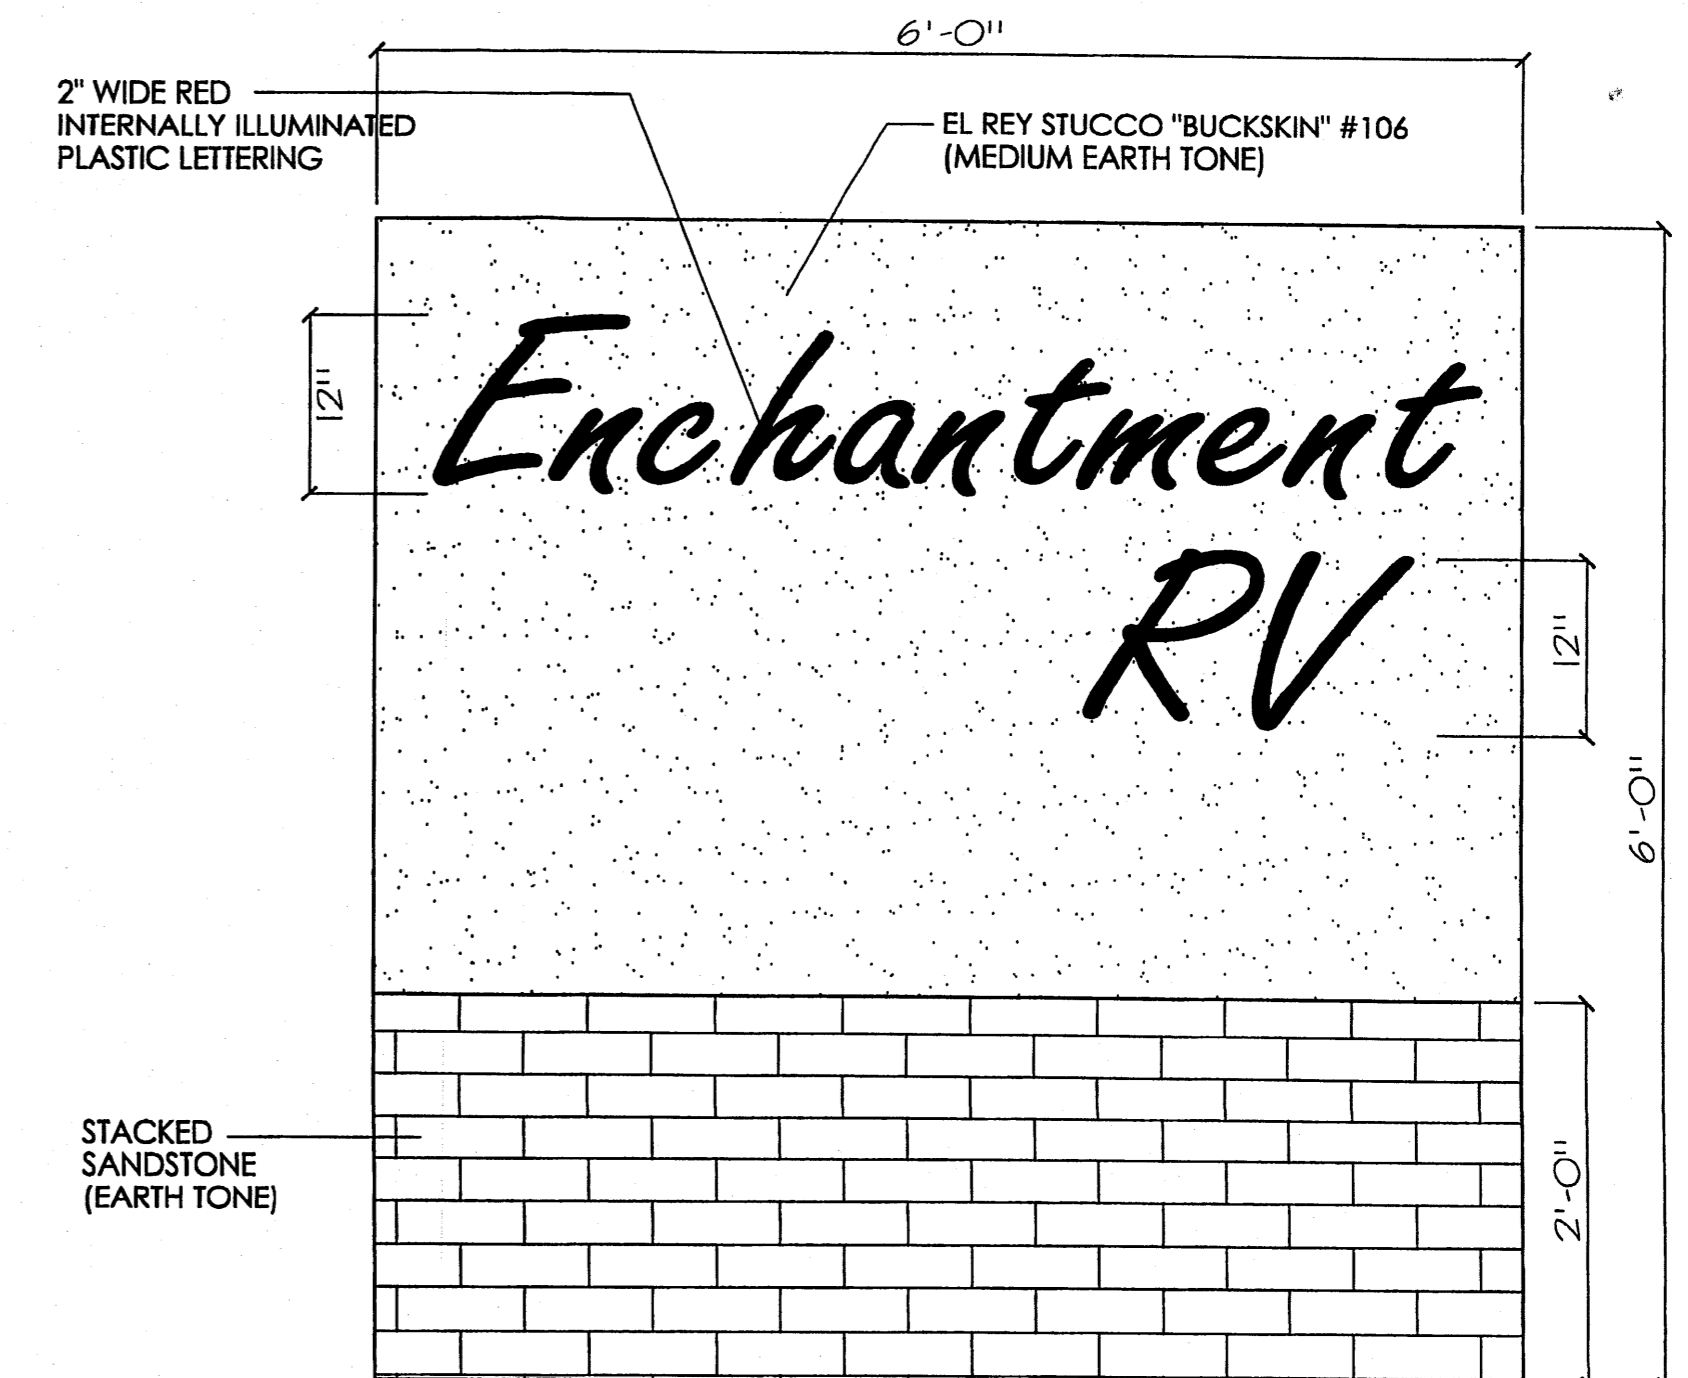 6'-0"
2" WIDE RED
INTERNALLY ILLUMINATED
PLASTIC LETTERING
EL REY STUCCO "BUCKSKIN" #106
(MEDIUM EARTH TONE)
12"
Enchantment
RV
12"
6'-0"
STACKED
SANDSTONE
(EARTH TONE)
2'-0"